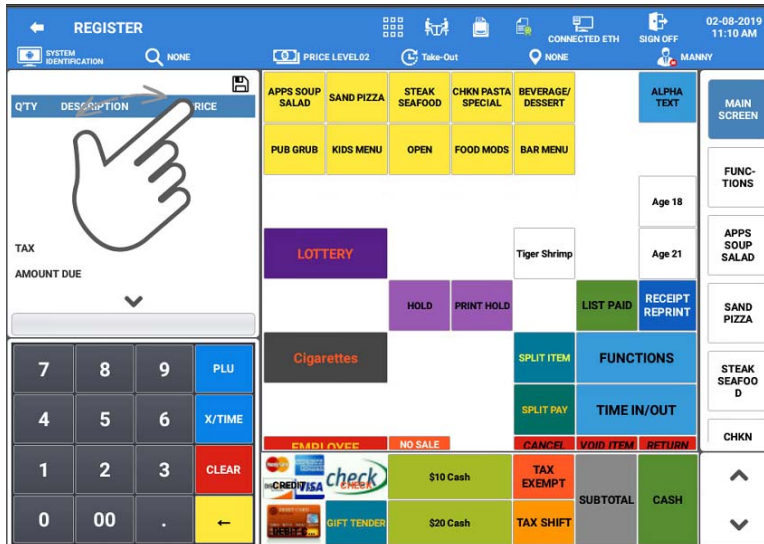 REGISTER
CONNECTED ETH
SIGN OFF
02-08-2019
11:10 AM
SYSTEM
IDENTIFICATION
NONE
PRICE LEVEL02
Take-Out
NONE
MANNY
Q'TY DESCRIPTION RICE
TAX
AMOUNT DUE
7 8 9 PLU
4 5 6 X/TIME
1 2 3 CLEAR
0 00 . ←
APPS SOUP
SALAD
SAND PIZZA
STEAK
SEAFOOD
CHKN PASTA
SPECIAL
BEVERAGE/
DESSERT
ALPHA
TEXT
PUB GRUB
KIDS MENU
OPEN
FOOD MODS
BAR MENU
Age 18
LOTTERY
Tiger Shrimp
Age 21
HOLD
PRINT HOLD
LIST PAID
RECEIPT
REPRINT
Cigarettes
SPLIT ITEM
FUNCTIONS
SPLIT PAY
TIME IN/OUT
EMPLOYEE
NO SALE
CANCEL
VOID ITEM
RETURN
CREDIT
VISA
check
CHECK
$10 Cash
TAX
EXEMPT
SUBTOTAL
CASH
DEBIT
GIFT TENDER
$20 Cash
TAX SHIFT
MAIN
SCREEN
FUNC-
TIONS
APPS
SOUP
SALAD
SAND
PIZZA
STEAK
SEAFOO
D
CHKN